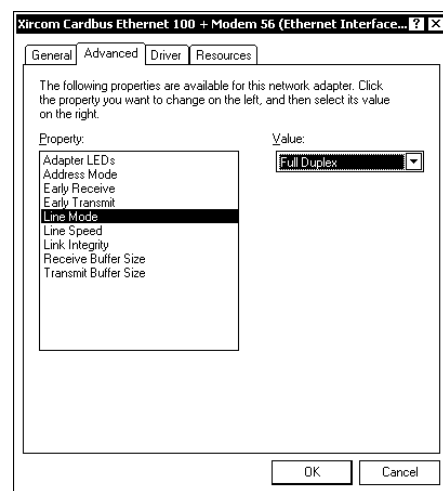 Xircom Cardbus Ethernet 100 + Modem 56 (Ethernet Interface... ? X
General Advanced Driver Resources
The following properties are available for this network adapter. Click
the property you want to change on the left, and then select its value
on the right.
Property: Value:
Adapter LEDs Full Duplex
Address Mode
Early Receive
Early Transmit
Line Mode
Line Speed
Link Integrity
Receive Buffer Size
Transmit Buffer Size
OK Cancel